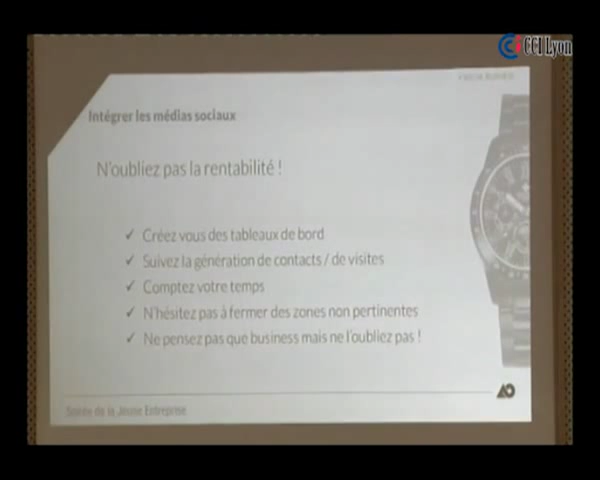 CCI Lyon
Intégrer les médias sociaux
N'oubliez pas la rentabilité !
✓ Créez vous des tableaux de bord
✓ Suivez la génération de contacts / de visites
✓ Comptez votre temps
✓ N'hésitez pas à fermer des zones non pertinentes
✓ Ne pensez pas que business mais ne l'oubliez pas !
Soirée de la Jeune Entreprise